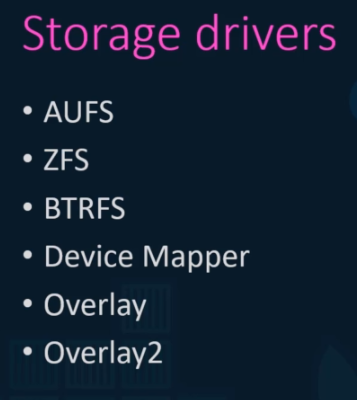 Storage drivers
• AUFS
• ZFS
• BTRFS
• Device Mapper
• Overlay
• Overlay2